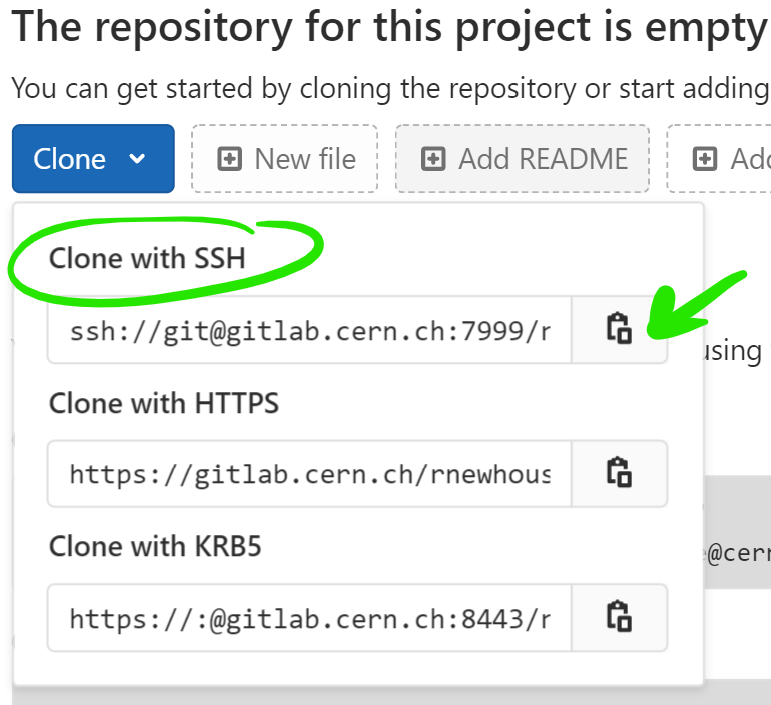 The repository for this project is empty
You can get started by cloning the repository or start adding
Clone New file Add README
Clone with SSH
ssh://git@gitlab.cern.ch:7999/r
using
Clone with HTTPS
https://gitlab.cern.ch/rnewhous
Clone with KRB5
@cern
https://:@gitlab.cern.ch:8443/r